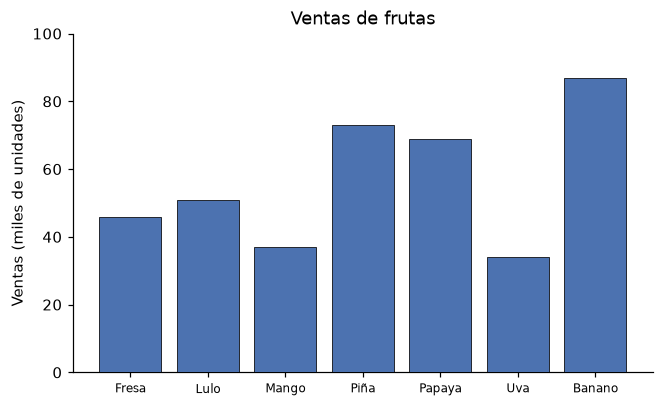 Ventas de frutas
Ventas (miles de unidades)
100
80
60
40
20
0
Fresa Lulo Mango Piña Papaya Uva Banano